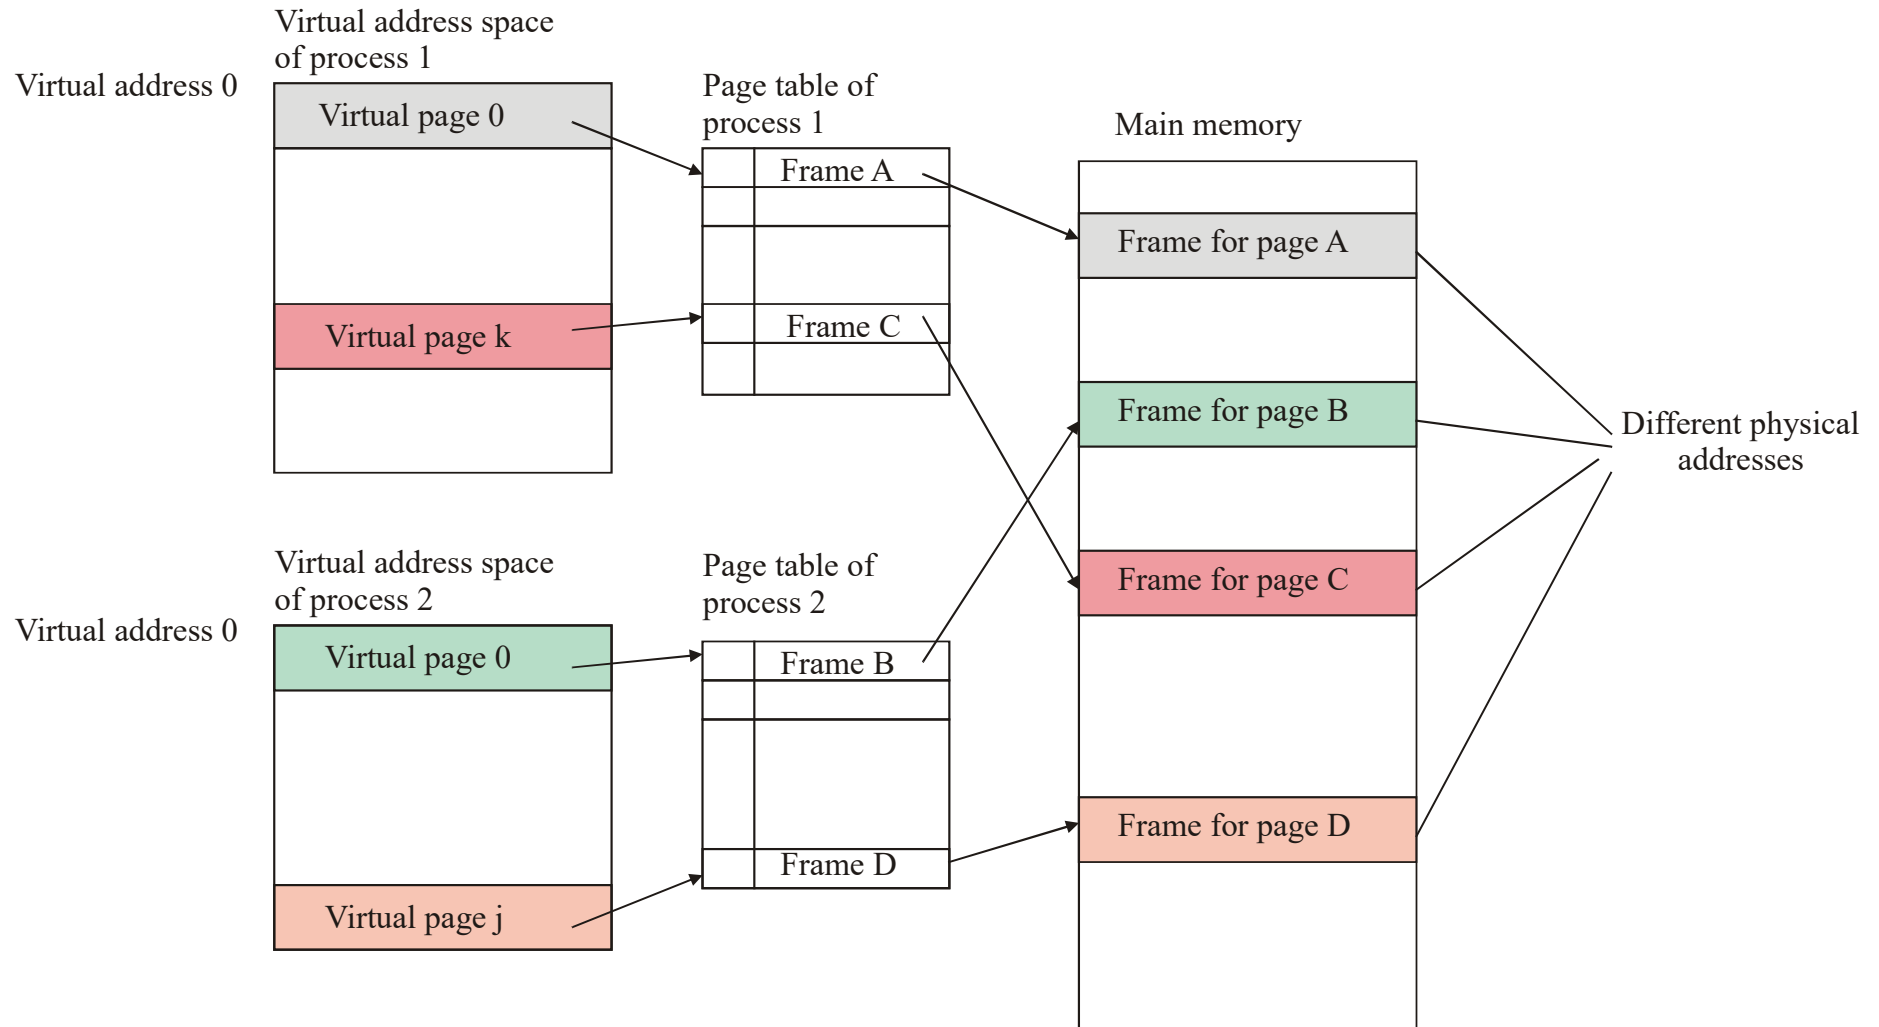 Virtual address space
of process 1
Virtual address 0
Virtual page 0
Virtual page k
Page table of
process 1
Frame A
Frame C
Main memory
Frame for page A
Frame for page B
Frame for page C
Frame for page D
Different physical
addresses
Virtual address space
of process 2
Virtual address 0
Virtual page 0
Virtual page j
Page table of
process 2
Frame B
Frame D